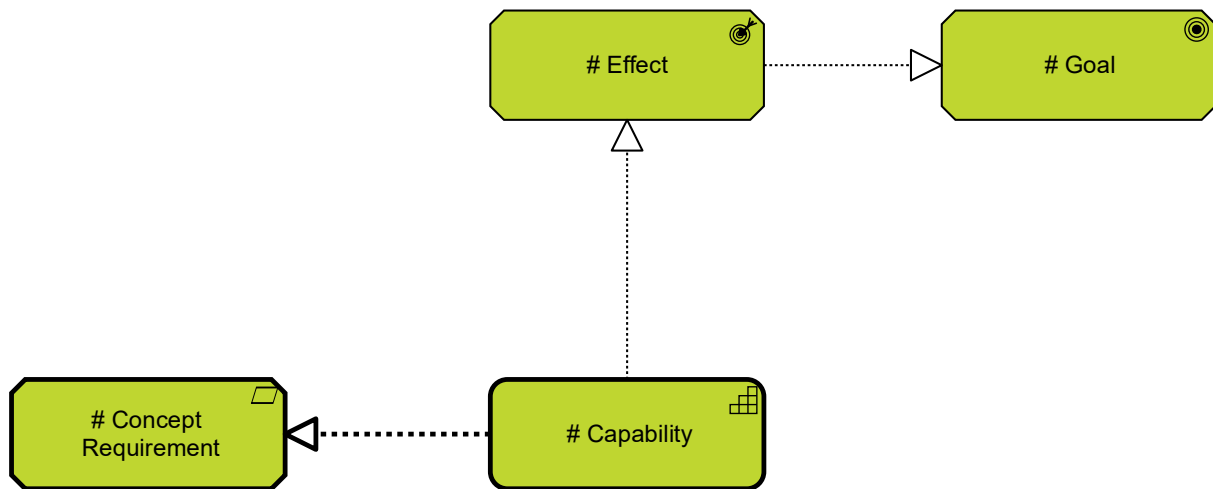 # Effect
# Goal
# Concept
Requirement
# Capability